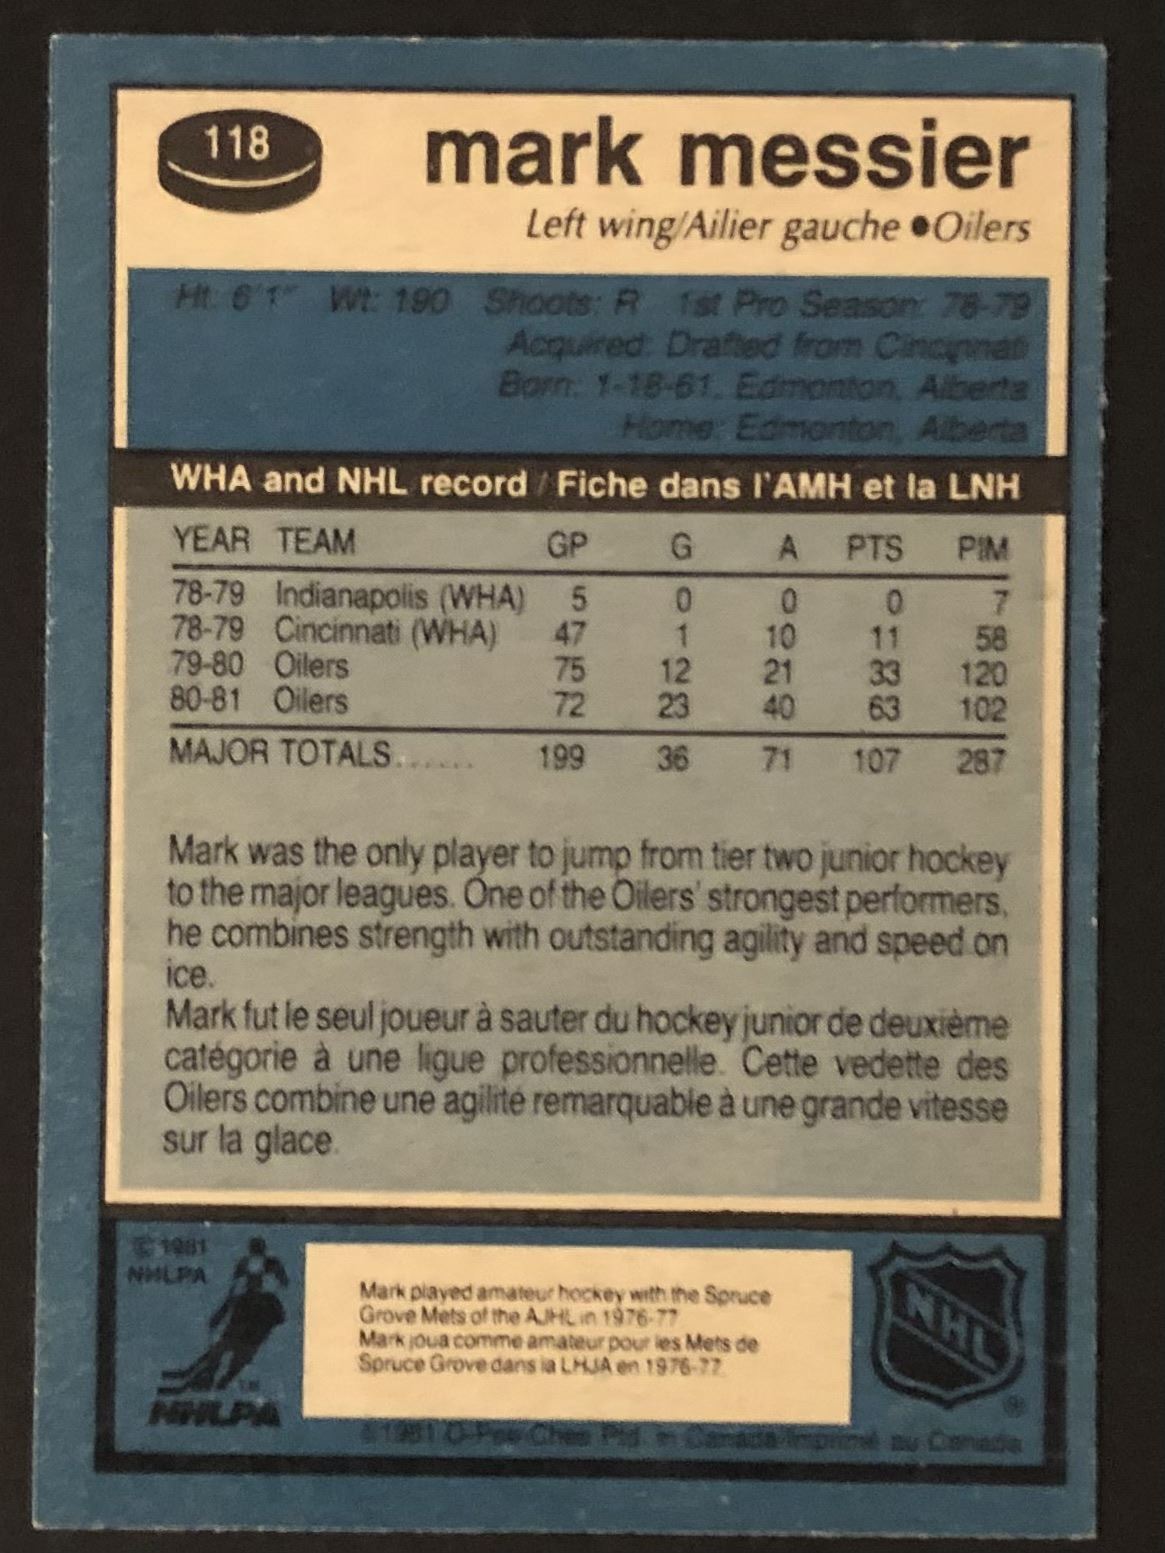 118
mark messier
Left wing/Ailier gauche ●Oilers
Ht: 6'1" Wt: 190 Shoots: R 1st Pro Season: 78-79
Acquired: Drafted from Cincinnati
Born: 1-18-61, Edmonton, Alberta
Home: Edmonton, Alberta
WHA and NHL record / Fiche dans l'AMH et la LNH
YEAR TEAM GP G A PTS PIM
78-79 Indianapolis (WHA) 5 0 0 0 7
78-79 Cincinnati (WHA) 47 1 10 11 58
79-80 Oilers 75 12 21 33 120
80-81 Oilers 72 23 40 63 102
MAJOR TOTALS....... 199 36 71 107 287
Mark was the only player to jump from tier two junior hockey
to the major leagues. One of the Oilers' strongest performers,
he combines strength with outstanding agility and speed on
ice.
Mark fut le seul joueur à sauter du hockey junior de deuxième
catégorie à une ligue professionnelle. Cette vedette des
Oilers combine une agilité remarquable à une grande vitesse
sur la glace.
© 1981
NHLPA
Mark played amateur hockey with the Spruce
Grove Mets of the AJHL in 1976-77.
Mark joua comme amateur pour les Mets de
Spruce Grove dans la LHJA en 1976-77.
NHL
®
TM
NHLPA
©1981 O-Pee-Chee Ptd. in Canada/Imprimé au Canada